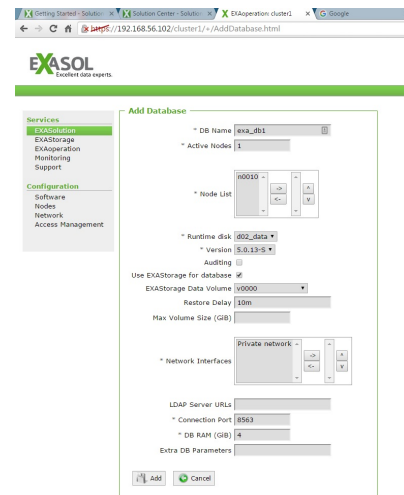 Getting Started - Solution
Solution Center - Solution
EXAoperation: cluster1
Google
https://192.168.56.102/cluster1/+/AddDatabase.html
EXASOL
Excellent data experts.
Services
EXASolution
EXAStorage
EXAoperation
Monitoring
Support
Configuration
Software
Nodes
Network
Access Management
Add Database
* DB Name exa_db1
* Active Nodes 1
* Node List n0010 -> <- ^ v
* Runtime disk d02_data
* Version 5.0.13-S
Auditing
Use EXAStorage for database
EXAStorage Data Volume v0000
Restore Delay 10m
Max Volume Size (GiB)
* Network Interfaces Private network -> <- ^ v
LDAP Server URLs
* Connection Port 8563
* DB RAM (GiB) 4
Extra DB Parameters
Add Cancel